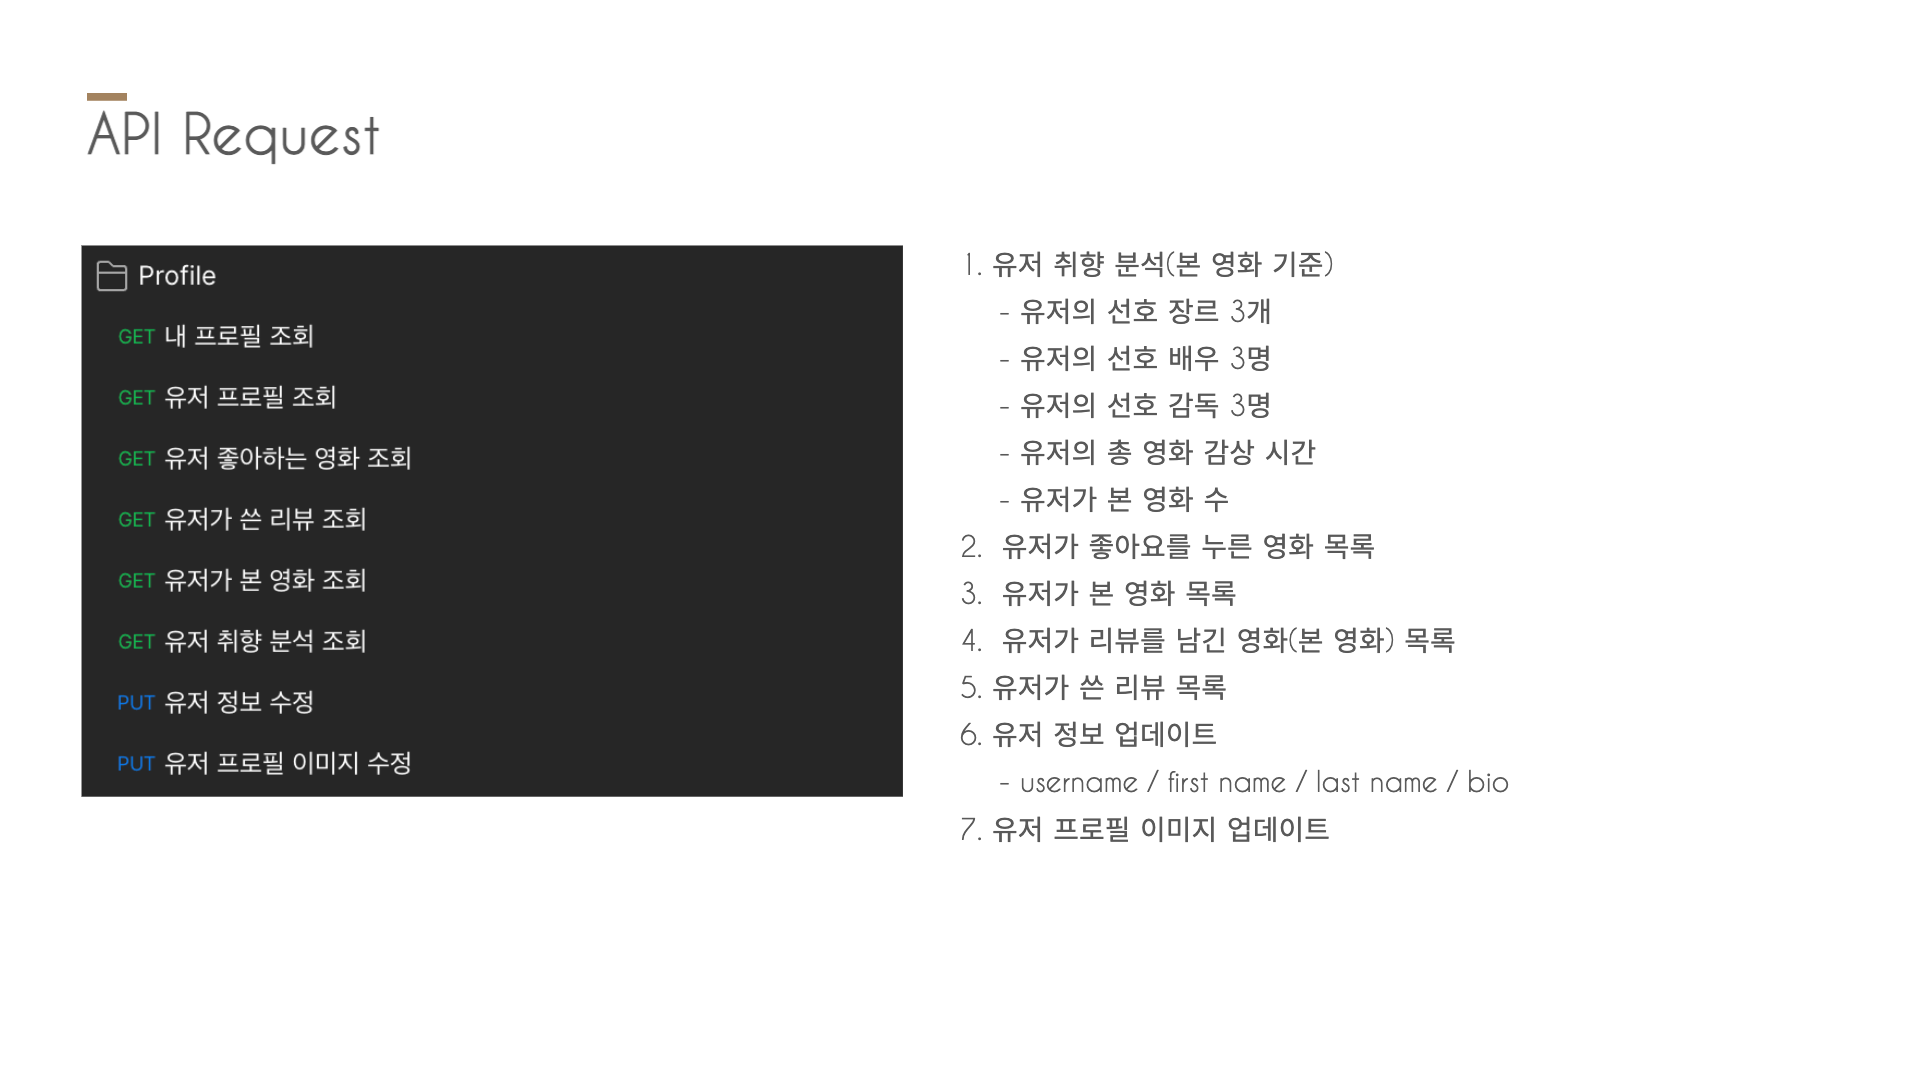 API Request
Profile
GET 내 프로필 조회
GET 유저 프로필 조회
GET 유저 좋아하는 영화 조회
GET 유저가 쓴 리뷰 조회
GET 유저가 본 영화 조회
GET 유저 취향 분석 조회
PUT 유저 정보 수정
PUT 유저 프로필 이미지 수정
1. 유저 취향 분석(본 영화 기준)
- 유저의 선호 장르 3개
- 유저의 선호 배우 3명
- 유저의 선호 감독 3명
- 유저의 총 영화 감상 시간
- 유저가 본 영화 수
2. 유저가 좋아요를 누른 영화 목록
3. 유저가 본 영화 목록
4. 유저가 리뷰를 남긴 영화(본 영화) 목록
5. 유저가 쓴 리뷰 목록
6. 유저 정보 업데이트
- username / first name / last name / bio
7. 유저 프로필 이미지 업데이트